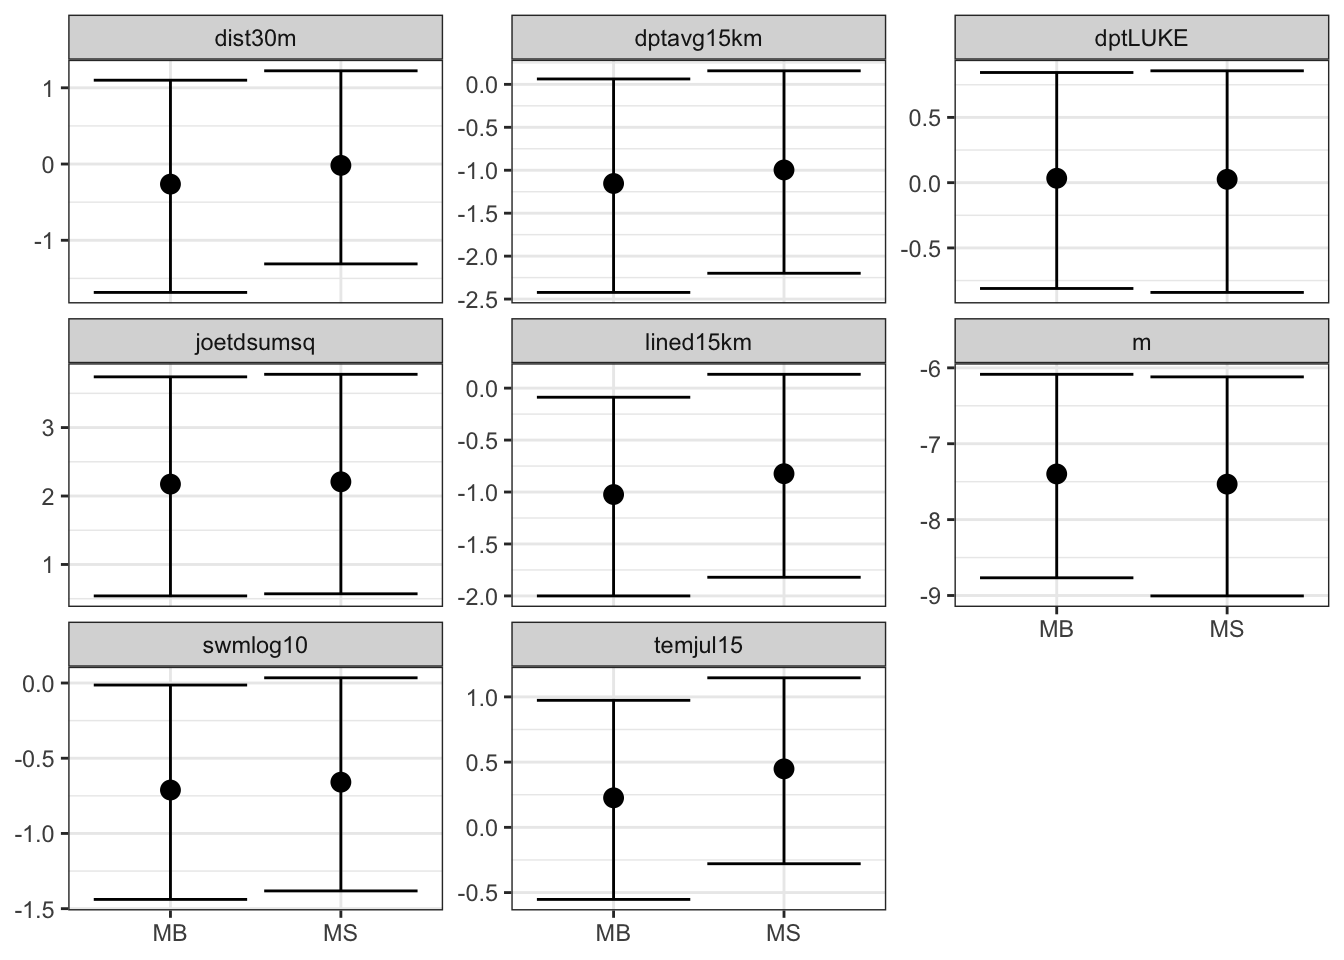 dist30m dptavg15km dptLUKE
1 0.0
0.5
-0.5
0 -1.0 0.0
-1.5
-1 -2.0 -0.5
-2.5
joetdsumsq lined15km m
0.0 -6
3 -0.5 -7
2 -1.0
-1.5 -8
1
-2.0 -9
MB MS
swmlog10 temjul15
0.0 1.0
-0.5 0.5
-1.0 0.0
-0.5
-1.5
MB MS MB MS